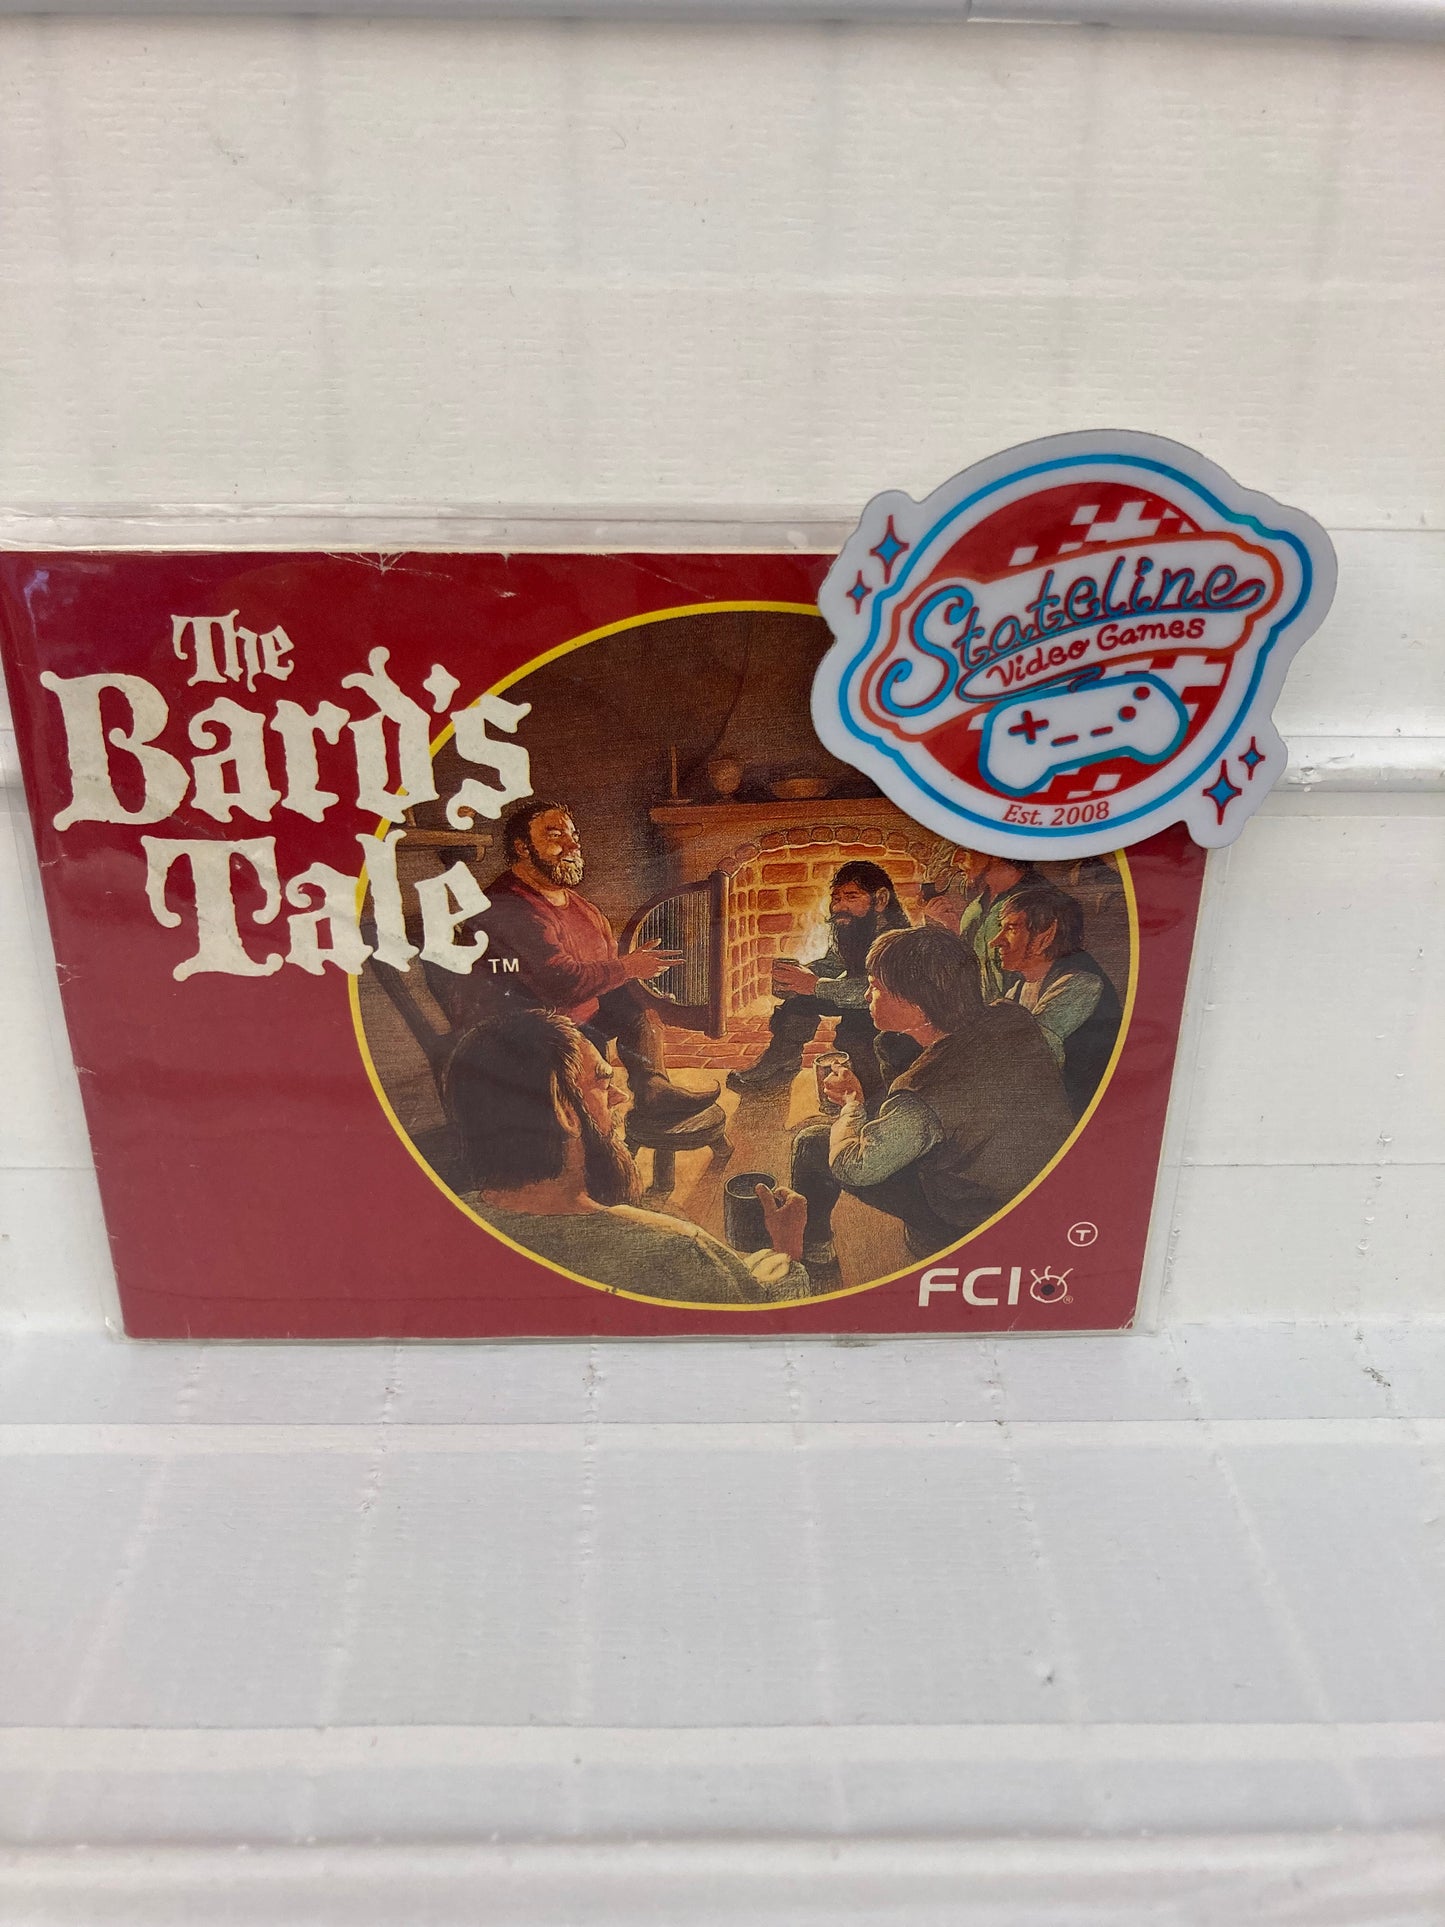 The
Bard's
Tale
TM
Stateline
Video Games
Est. 2008
T
FCI
®